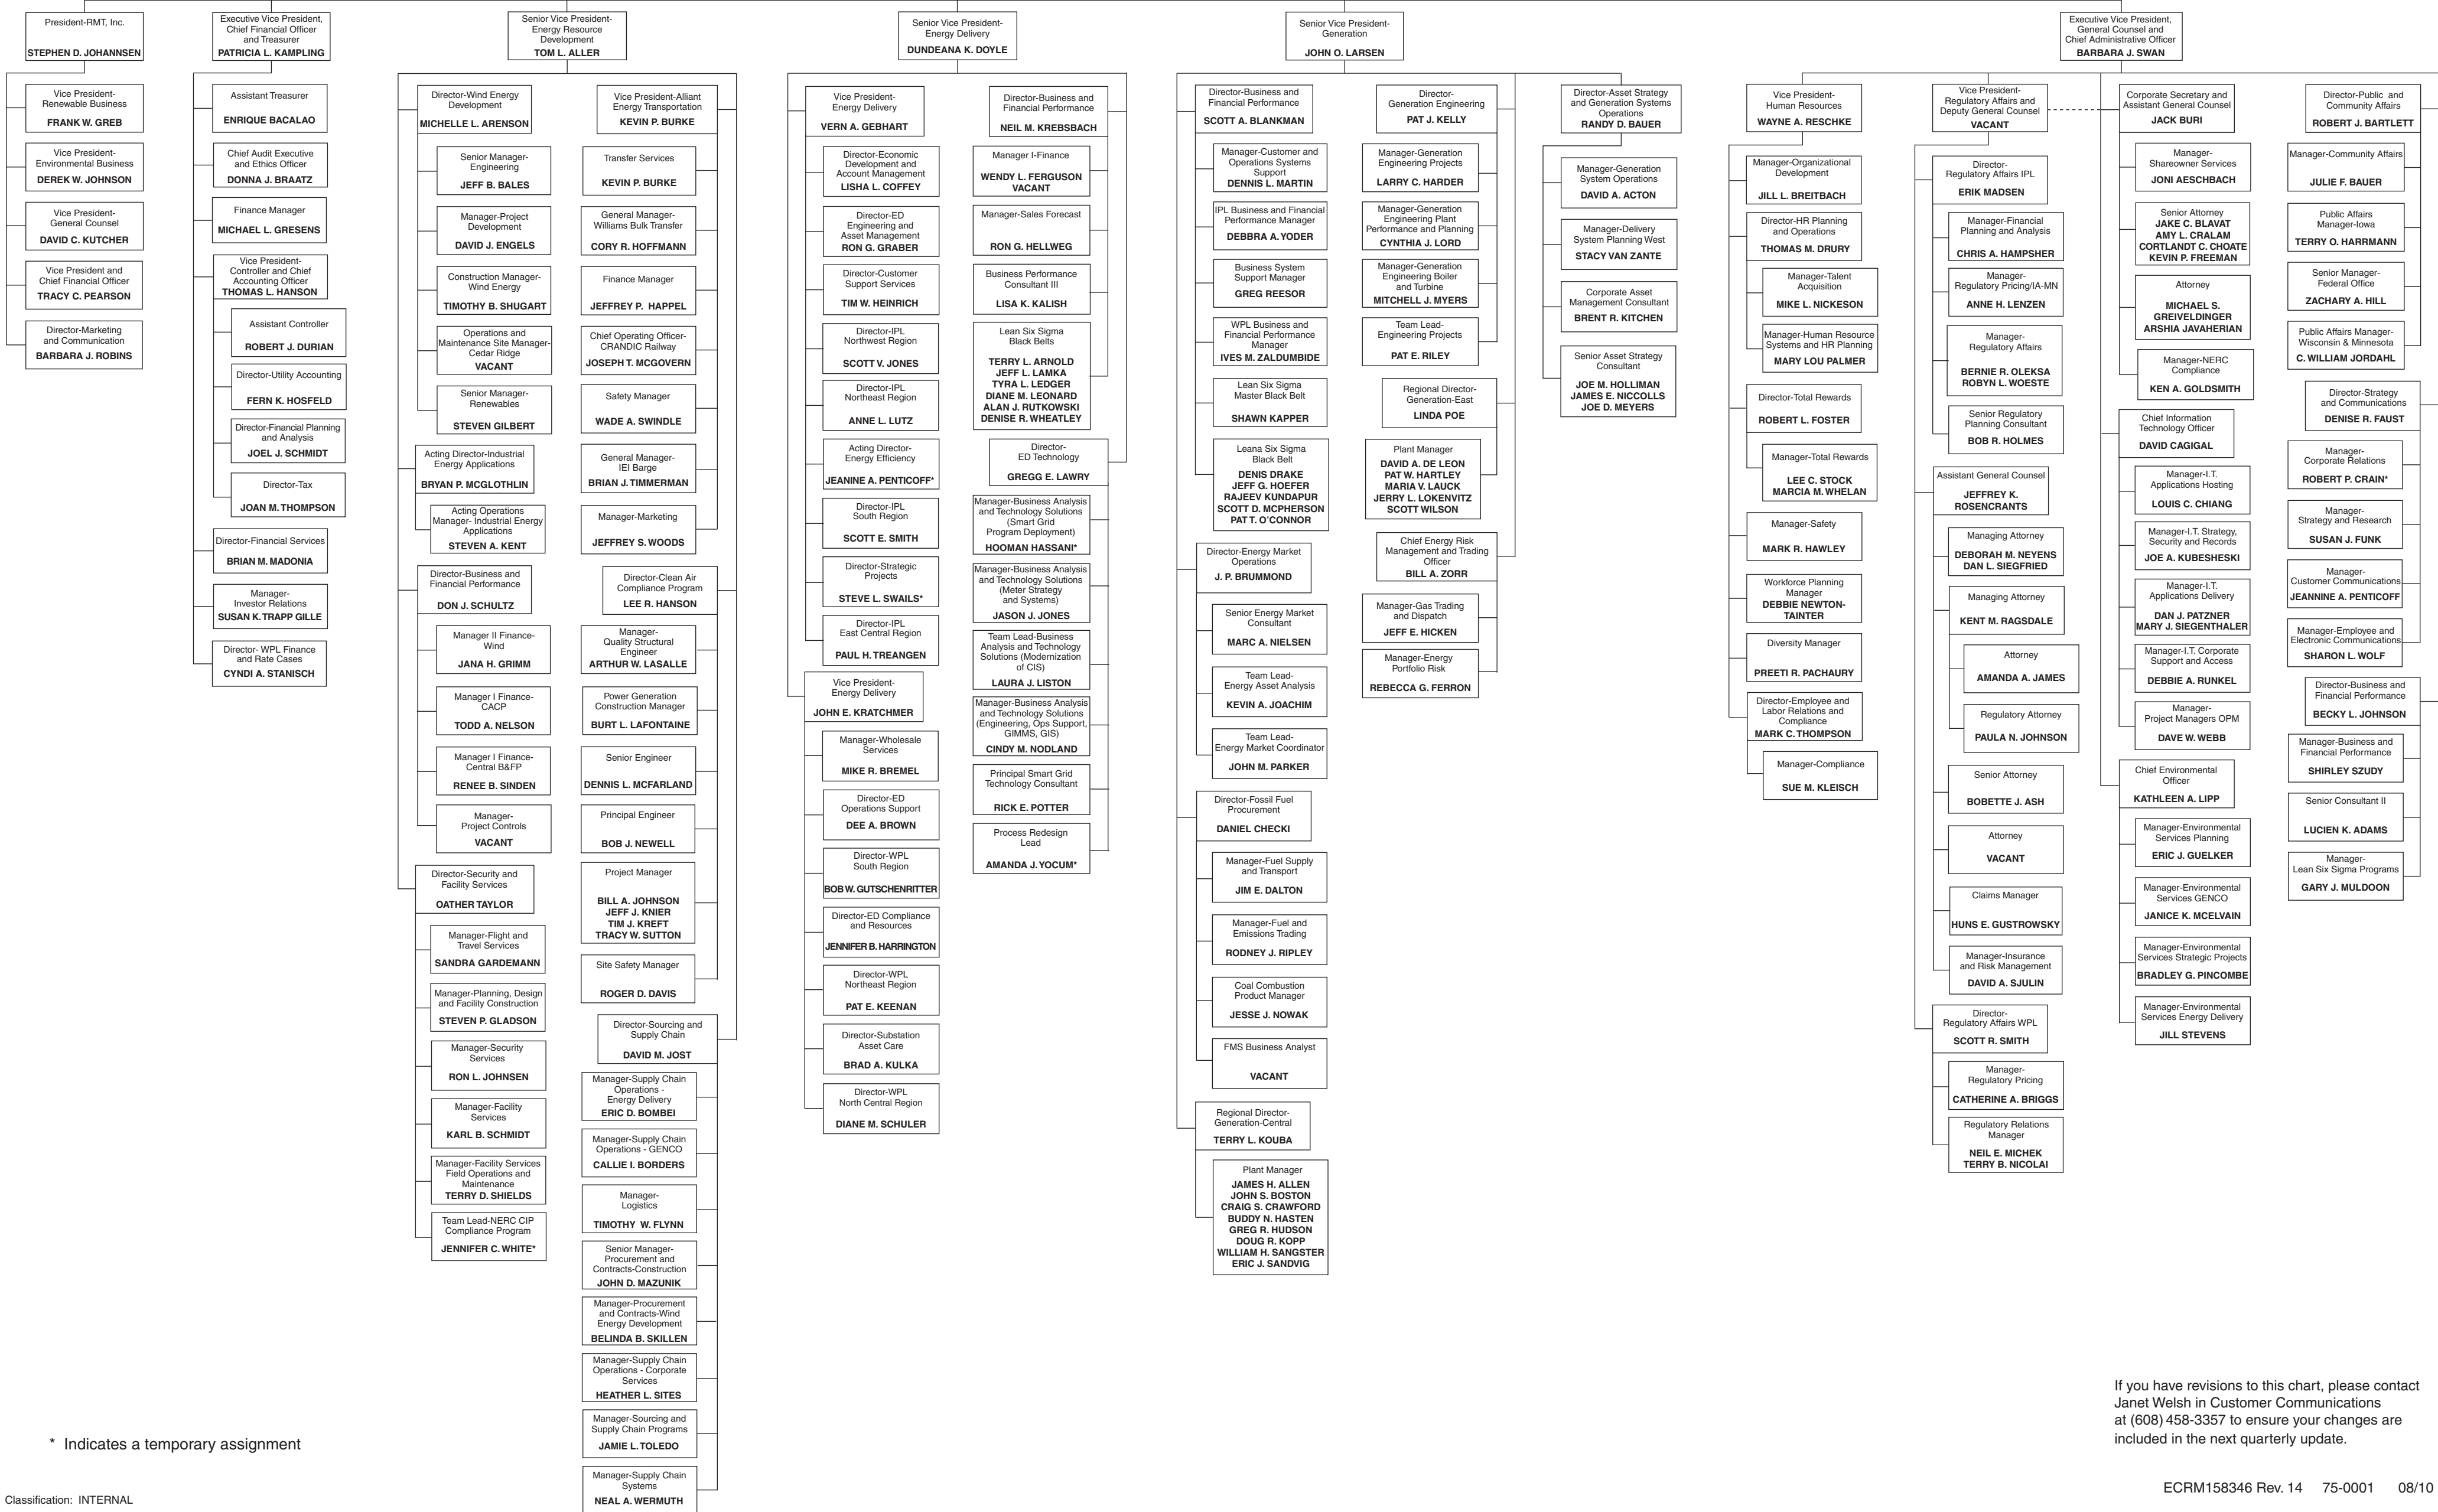 President-RMT, Inc.
STEPHEN D. JOHANNSEN
Vice President-
Renewable Business
FRANK W. GREB
Vice President-
Environmental Business
DEREK W. JOHNSON
Vice President-
General Counsel
DAVID C. KUTCHER
Vice President and
Chief Financial Officer
TRACY C. PEARSON
Director-Marketing
and Communication
BARBARA J. ROBINS
Executive Vice President,
Chief Financial Officer
and Treasurer
PATRICIA L. KAMPLING
Assistant Treasurer
ENRIQUE BACALAO
Chief Audit Executive
and Ethics Officer
DONNA J. BRAATZ
Finance Manager
MICHAEL L. GRESENS
Vice President-
Controller and Chief
Accounting Officer
THOMAS L. HANSON
Assistant Controller
ROBERT J. DURIAN
Director-Utility Accounting
FERN K. HOSFELD
Director-Financial Planning
and Analysis
JOEL J. SCHMIDT
Director-Tax
JOAN M. THOMPSON
Director-Financial Services
BRIAN M. MADONIA
Manager-
Investor Relations
SUSAN K. TRAPP GILLE
Director- WPL Finance
and Rate Cases
CYNDI A. STANISCH
Senior Vice President-
Energy Resource
Development
TOM L. ALLER
Director-Wind Energy
Development
MICHELLE L. ARENSON
Senior Manager-
Engineering
JEFF B. BALES
Manager-Project
Development
DAVID J. ENGELS
Construction Manager-
Wind Energy
TIMOTHY B. SHUGART
Operations and
Maintenance Site Manager-
Cedar Ridge
VACANT
Senior Manager-
Renewables
STEVEN GILBERT
Acting Director-Industrial
Energy Applications
BRYAN P. MCGLOTHLIN
Acting Operations
Manager- Industrial Energy
Applications
STEVEN A. KENT
Director-Business and
Financial Performance
DON J. SCHULTZ
Manager II Finance-
Wind
JANA H. GRIMM
Manager I Finance-
CACP
TODD A. NELSON
Manager I Finance-
Central B&FP
RENEE B. SINDEN
Manager-
Project Controls
VACANT
Director-Security and
Facility Services
OATHER TAYLOR
Manager-Flight and
Travel Services
SANDRA GARDEMANN
Manager-Planning, Design
and Facility Construction
STEVEN P. GLADSON
Manager-Security
Services
RON L. JOHNSEN
Manager-Facility
Services
KARL B. SCHMIDT
Manager-Facility Services
Field Operations and
Maintenance
TERRY D. SHIELDS
Team Lead-NERC CIP
Compliance Program
JENNIFER C. WHITE*
Vice President-Alliant
Energy Transportation
KEVIN P. BURKE
Transfer Services
KEVIN P. BURKE
General Manager-
Williams Bulk Transfer
CORY R. HOFFMANN
Finance Manager
JEFFREY P. HAPPEL
Chief Operating Officer-
CRANDIC Railway
JOSEPH T. MCGOVERN
Safety Manager
WADE A. SWINDLE
General Manager-
IEI Barge
BRIAN J. TIMMERMAN
Manager-Marketing
JEFFREY S. WOODS
Director-Clean Air
Compliance Program
LEE R. HANSON
Manager-
Quality Structural
Engineer
ARTHUR W. LASALLE
Power Generation
Construction Manager
BURT L. LAFONTAINE
Senior Engineer
DENNIS L. MCFARLAND
Principal Engineer
BOB J. NEWELL
Project Manager
BILL A. JOHNSON
JEFF J. KNIER
TIM J. KREFT
TRACY W. SUTTON
Site Safety Manager
ROGER D. DAVIS
Director-Sourcing and
Supply Chain
DAVID M. JOST
Manager-Supply Chain
Operations -
Energy Delivery
ERIC D. BOMBEI
Manager-Supply Chain
Operations - GENCO
CALLIE I. BORDERS
Manager-
Logistics
TIMOTHY W. FLYNN
Senior Manager-
Procurement and
Contracts-Construction
JOHN D. MAZUNIK
Manager-Procurement
and Contracts-Wind
Energy Development
BELINDA B. SKILLEN
Manager-Supply Chain
Operations - Corporate
Services
HEATHER L. SITES
Manager-Sourcing and
Supply Chain Programs
JAMIE L. TOLEDO
Manager-Supply Chain
Systems
NEAL A. WERMUTH
Senior Vice President-
Energy Delivery
DUNDEANA K. DOYLE
Vice President-
Energy Delivery
VERN A. GEBHART
Director-Economic
Development and
Account Management
LISHA L. COFFEY
Director-ED
Engineering and
Asset Management
RON G. GRABER
Director-Customer
Support Services
TIM W. HEINRICH
Director-IPL
Northwest Region
SCOTT V. JONES
Director-IPL
Northeast Region
ANNE L. LUTZ
Acting Director-
Energy Efficiency
JEANINE A. PENTICOFF*
Director-IPL
South Region
SCOTT E. SMITH
Director-Strategic
Projects
STEVE L. SWAILS*
Director-IPL
East Central Region
PAUL H. TREANGEN
Vice President-
Energy Delivery
JOHN E. KRATCHMER
Manager-Wholesale
Services
MIKE R. BREMEL
Director-ED
Operations Support
DEE A. BROWN
Director-WPL
South Region
BOB W. GUTSCHENRITTER
Director-ED Compliance
and Resources
JENNIFER B. HARRINGTON
Director-WPL
Northeast Region
PAT E. KEENAN
Director-Substation
Asset Care
BRAD A. KULKA
Director-WPL
North Central Region
DIANE M. SCHULER
Director-Business and
Financial Performance
NEIL M. KREBSBACH
Manager I-Finance
WENDY L. FERGUSON
VACANT
Manager-Sales Forecast
RON G. HELLWEG
Business Performance
Consultant III
LISA K. KALISH
Lean Six Sigma
Black Belts
TERRY L. ARNOLD
JEFF L. LAMKA
TYRA L. LEDGER
DIANE M. LEONARD
ALAN J. RUTKOWSKI
DENISE R. WHEATLEY
Director-
ED Technology
GREGG E. LAWRY
Manager-Business Analysis
and Technology Solutions
(Smart Grid
Program Deployment)
HOOMAN HASSANI*
Manager-Business Analysis
and Technology Solutions
(Meter Strategy
and Systems)
JASON J. JONES
Team Lead-Business
Analysis and Technology
Solutions (Modernization
of CIS)
LAURA J. LISTON
Manager-Business Analysis
and Technology Solutions
(Engineering, Ops Support,
GIMMS, GIS)
CINDY M. NODLAND
Principal Smart Grid
Technology Consultant
RICK E. POTTER
Process Redesign
Lead
AMANDA J. YOCUM*
Senior Vice President-
Generation
JOHN O. LARSEN
Director-Business and
Financial Performance
SCOTT A. BLANKMAN
Manager-Customer and
Operations Systems
Support
DENNIS L. MARTIN
IPL Business and Financial
Performance Manager
DEBBRA A. YODER
Business System
Support Manager
GREG REESOR
WPL Business and
Financial Performance
Manager
IVES M. ZALDUMBIDE
Lean Six Sigma
Master Black Belt
SHAWN KAPPER
Leana Six Sigma
Black Belt
DENIS DRAKE
JEFF G. HOEFER
RAJEEV KUNDAPUR
SCOTT D. MCPHERSON
PAT T. O'CONNOR
Director-Energy Market
Operations
J. P. BRUMMOND
Senior Energy Market
Consultant
MARC A. NIELSEN
Team Lead-
Energy Asset Analysis
KEVIN A. JOACHIM
Team Lead-
Energy Market Coordinator
JOHN M. PARKER
Director-Fossil Fuel
Procurement
DANIEL CHECKI
Manager-Fuel Supply
and Transport
JIM E. DALTON
Manager-Fuel and
Emissions Trading
RODNEY J. RIPLEY
Coal Combustion
Product Manager
JESSE J. NOWAK
FMS Business Analyst
VACANT
Regional Director-
Generation-Central
TERRY L. KOUBA
Plant Manager
JAMES H. ALLEN
JOHN S. BOSTON
CRAIG S. CRAWFORD
BUDDY N. HASTEN
GREG R. HUDSON
DOUG R. KOPP
WILLIAM H. SANGSTER
ERIC J. SANDVIG
Director-
Generation Engineering
PAT J. KELLY
Manager-Generation
Engineering Projects
LARRY C. HARDER
Manager-Generation
Engineering Plant
Performance and Planning
CYNTHIA J. LORD
Manager-Generation
Engineering Boiler
and Turbine
MITCHELL J. MYERS
Team Lead-
Engineering Projects
PAT E. RILEY
Regional Director-
Generation-East
LINDA POE
Plant Manager
DAVID A. DE LEON
PAT W. HARTLEY
MARIA V. LAUCK
JERRY L. LOKENVITZ
SCOTT WILSON
Chief Energy Risk
Management and Trading
Officer
BILL A. ZORR
Manager-Gas Trading
and Dispatch
JEFF E. HICKEN
Manager-Energy
Portfolio Risk
REBECCA G. FERRON
Director-Asset Strategy
and Generation Systems
Operations
RANDY D. BAUER
Manager-Generation
System Operations
DAVID A. ACTON
Manager-Delivery
System Planning West
STACY VAN ZANTE
Corporate Asset
Management Consultant
BRENT R. KITCHEN
Senior Asset Strategy
Consultant
JOE M. HOLLIMAN
JAMES E. NICCOLLS
JOE D. MEYERS
Executive Vice President,
General Counsel and
Chief Administrative Officer
BARBARA J. SWAN
Vice President-
Human Resources
WAYNE A. RESCHKE
Manager-Organizational
Development
JILL L. BREITBACH
Director-HR Planning
and Operations
THOMAS M. DRURY
Manager-Talent
Acquisition
MIKE L. NICKESON
Manager-Human Resource
Systems and HR Planning
MARY LOU PALMER
Director-Total Rewards
ROBERT L. FOSTER
Manager-Total Rewards
LEE C. STOCK
MARCIA M. WHELAN
Manager-Safety
MARK R. HAWLEY
Workforce Planning
Manager
DEBBIE NEWTON-
TAINTER
Diversity Manager
PREETI R. PACHAURY
Director-Employee and
Labor Relations and
Compliance
MARK C. THOMPSON
Manager-Compliance
SUE M. KLEISCH
Vice President-
Regulatory Affairs and
Deputy General Counsel
VACANT
Director-
Regulatory Affairs IPL
ERIK MADSEN
Manager-Financial
Planning and Analysis
CHRIS A. HAMPSHER
Manager-
Regulatory Pricing/IA-MN
ANNE H. LENZEN
Manager-
Regulatory Affairs
BERNIE R. OLEKSA
ROBYN L. WOESTE
Senior Regulatory
Planning Consultant
BOB R. HOLMES
Assistant General Counsel
JEFFREY K.
ROSENCRANTS
Managing Attorney
DEBORAH M. NEYENS
DAN L. SIEGFRIED
Managing Attorney
KENT M. RAGSDALE
Attorney
AMANDA A. JAMES
Regulatory Attorney
PAULA N. JOHNSON
Senior Attorney
BOBETTE J. ASH
Attorney
VACANT
Claims Manager
HUNS E. GUSTROWSKY
Manager-Insurance
and Risk Management
DAVID A. SJULIN
Director-
Regulatory Affairs WPL
SCOTT R. SMITH
Manager-
Regulatory Pricing
CATHERINE A. BRIGGS
Regulatory Relations
Manager
NEIL E. MICHEK
TERRY B. NICOLAI
Corporate Secretary and
Assistant General Counsel
JACK BURI
Manager-
Shareowner Services
JONI AESCHBACH
Senior Attorney
JAKE C. BLAVAT
AMY L. CRALAM
CORTLANDT C. CHOATE
KEVIN P. FREEMAN
Attorney
MICHAEL S.
GREIVELDINGER
ARSHIA JAVAHERIAN
Manager-NERC
Compliance
KEN A. GOLDSMITH
Chief Information
Technology Officer
DAVID CAGIGAL
Manager-I.T.
Applications Hosting
LOUIS C. CHIANG
Manager-I.T. Strategy,
Security and Records
JOE A. KUBESHESKI
Manager-I.T.
Applications Delivery
DAN J. PATZNER
MARY J. SIEGENTHALER
Manager-I.T. Corporate
Support and Access
DEBBIE A. RUNKEL
Manager-
Project Managers OPM
DAVE W. WEBB
Chief Environmental
Officer
KATHLEEN A. LIPP
Manager-Environmental
Services Planning
ERIC J. GUELKER
Manager-Environmental
Services GENCO
JANICE K. MCELVAIN
Manager-Environmental
Services Strategic Projects
BRADLEY G. PINCOMBE
Manager-Environmental
Services Energy Delivery
JILL STEVENS
Director-Public and
Community Affairs
ROBERT J. BARTLETT
Manager-Community Affairs
JULIE F. BAUER
Public Affairs
Manager-Iowa
TERRY O. HARRMANN
Senior Manager-
Federal Office
ZACHARY A. HILL
Public Affairs Manager-
Wisconsin & Minnesota
C. WILLIAM JORDAHL
Director-Strategy
and Communications
DENISE R. FAUST
Manager-
Corporate Relations
ROBERT P. CRAIN*
Manager-
Strategy and Research
SUSAN J. FUNK
Manager-
Customer Communications
JEANNINE A. PENTICOFF
Manager-Employee and
Electronic Communications
SHARON L. WOLF
Director-Business and
Financial Performance
BECKY L. JOHNSON
Manager-Business and
Financial Performance
SHIRLEY SZUDY
Senior Consultant II
LUCIEN K. ADAMS
Manager-
Lean Six Sigma Programs
GARY J. MULDOON
If you have revisions to this chart, please contact
Janet Welsh in Customer Communications
at (608) 458-3357 to ensure your changes are
included in the next quarterly update.
* Indicates a temporary assignment
Classification: INTERNAL
ECRM158346 Rev. 14 75-0001 08/10